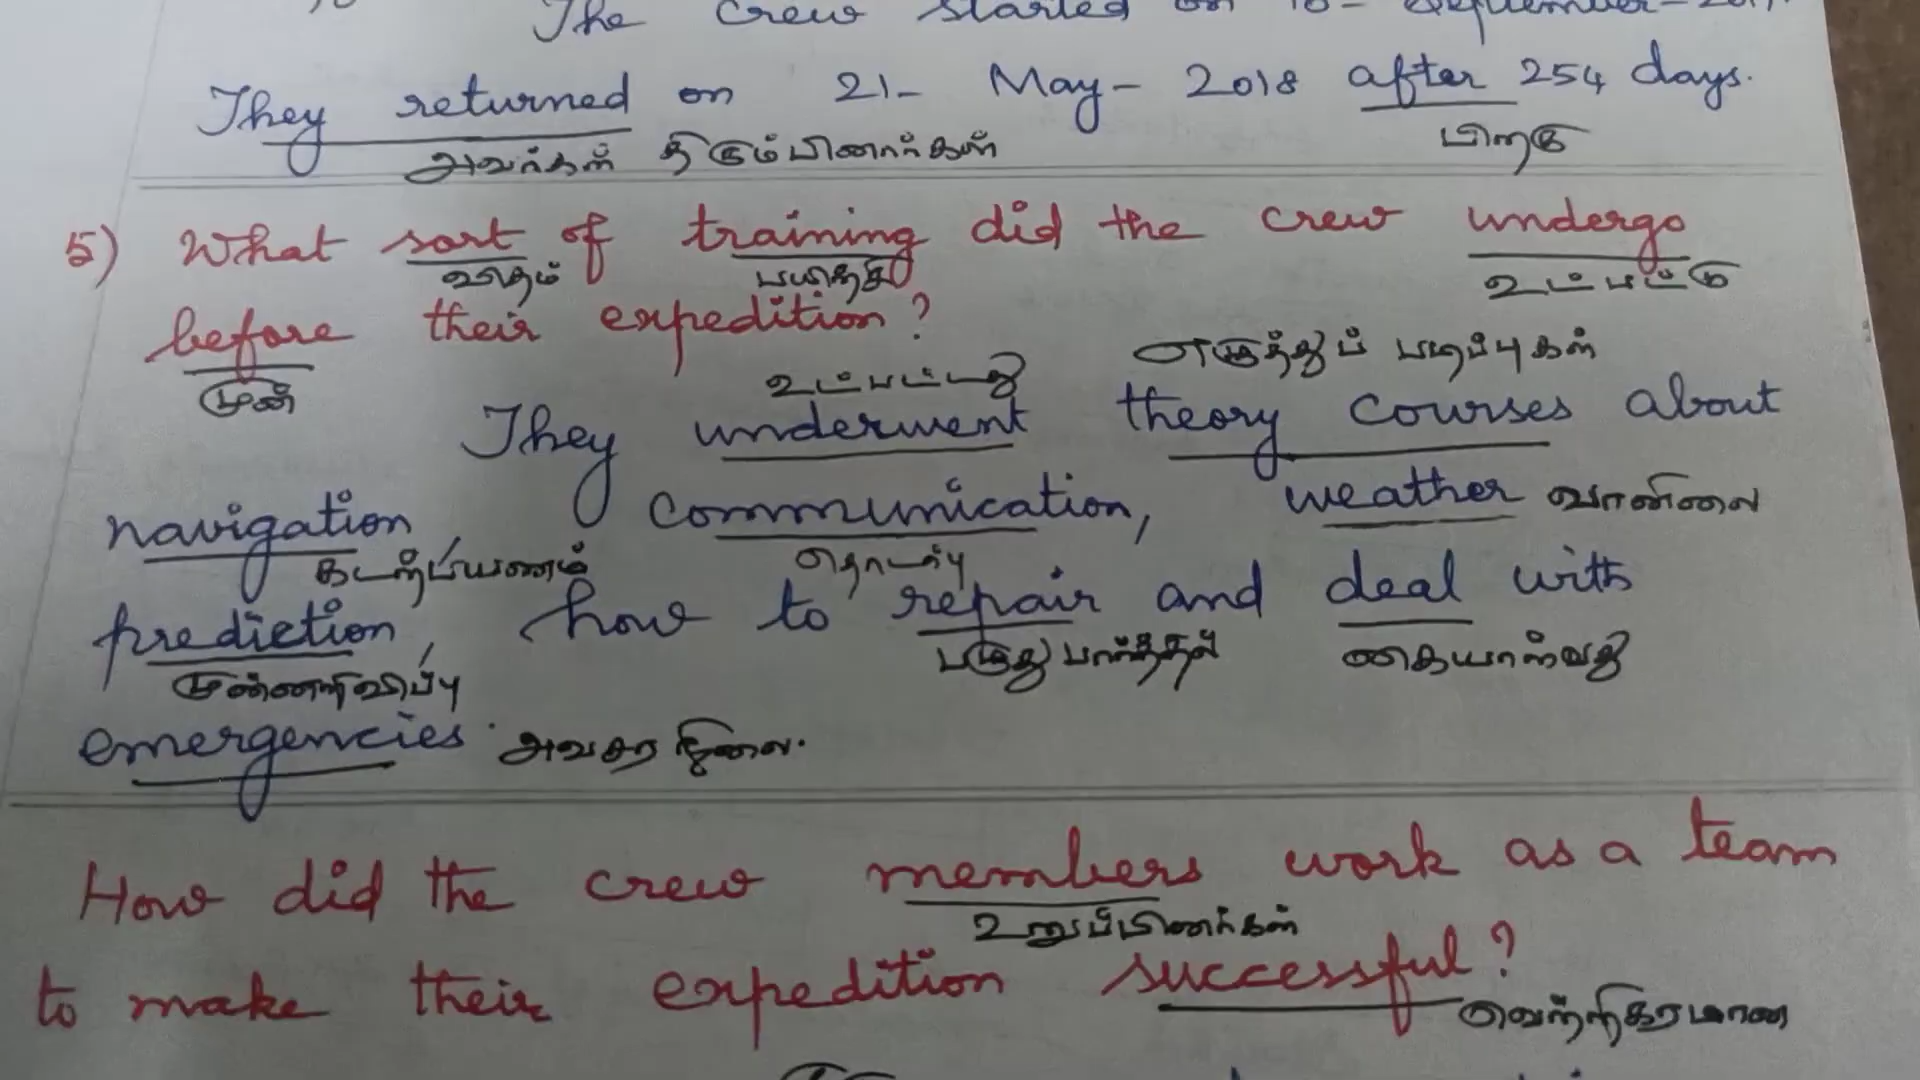 The crew started on
They returned on 21- May- 2018 after 254 days.
அவர்கள் திரும்பினார்கள் பிறகு
5) What sort of training did the crew undergo
விதம் பயிற்சி உட்பட்டு
before their expedition?
முன்
உட்பட்டது எழுத்துப் படிப்புகள்
They underwent theory courses about
navigation, communication, weather வானிலை
கடற்பயணம் தொடர்பு
prediction, how to repair and deal with
முன்னறிவிப்பு பழுது பார்த்தல் கையாள்வது
emergencies. அவசர நிலை.
How did the crew members work as a team
உறுப்பினர்கள்
to make their expedition successful?
வெற்றிகரமான